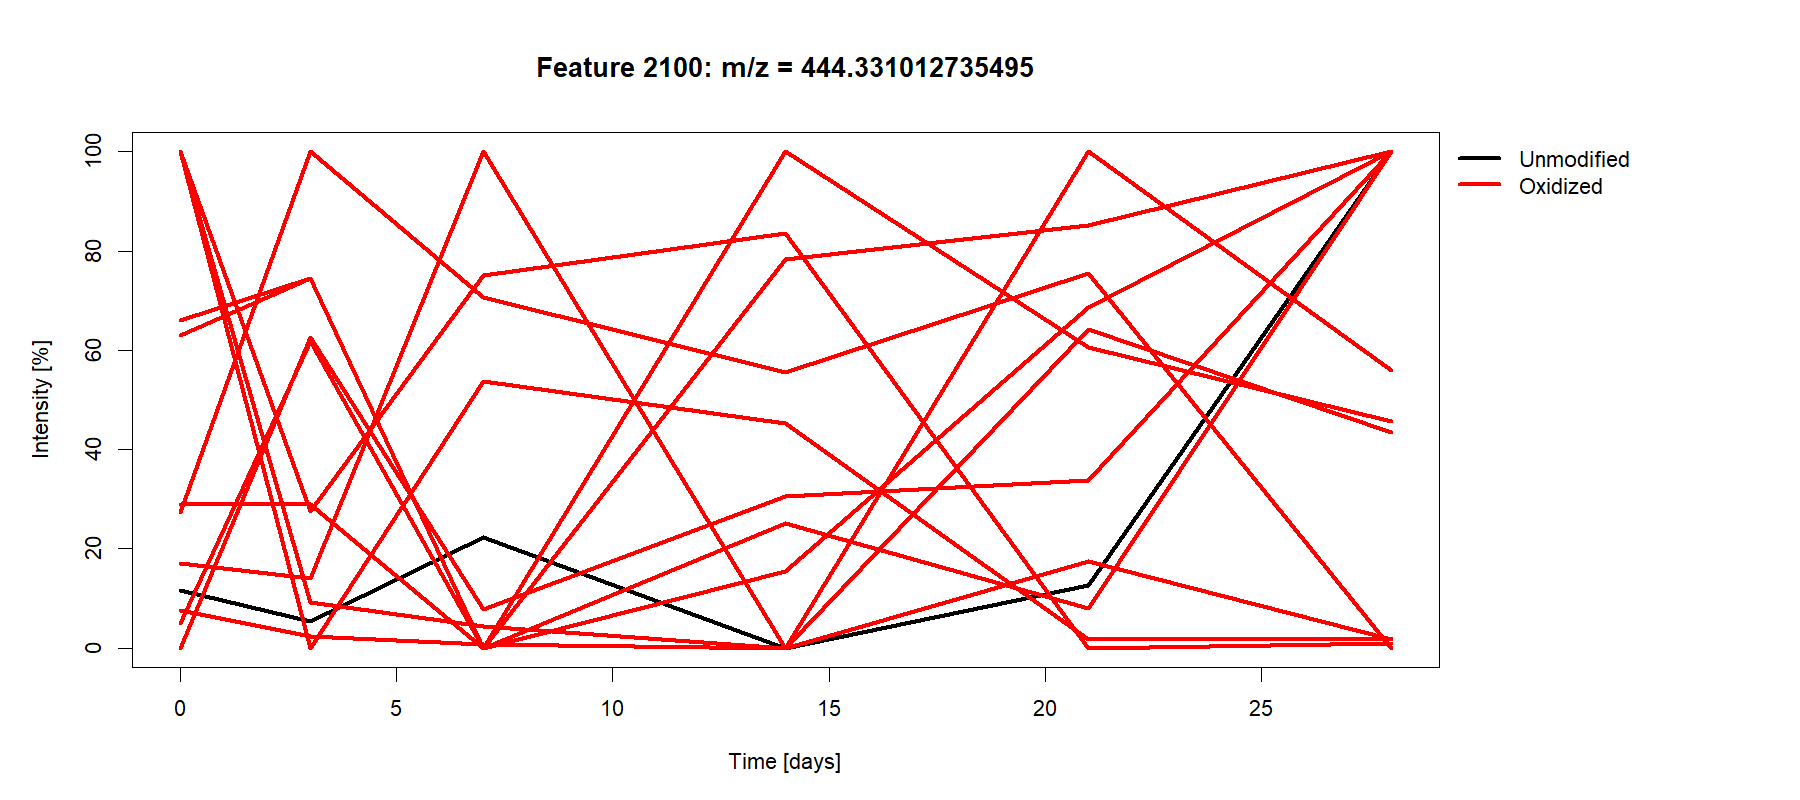 Feature 2100: m/z = 444.331012735495
Unmodified
Oxidized
100
80
60
40
20
0
Intensity [%]
0 5 10 15 20 25
Time [days]